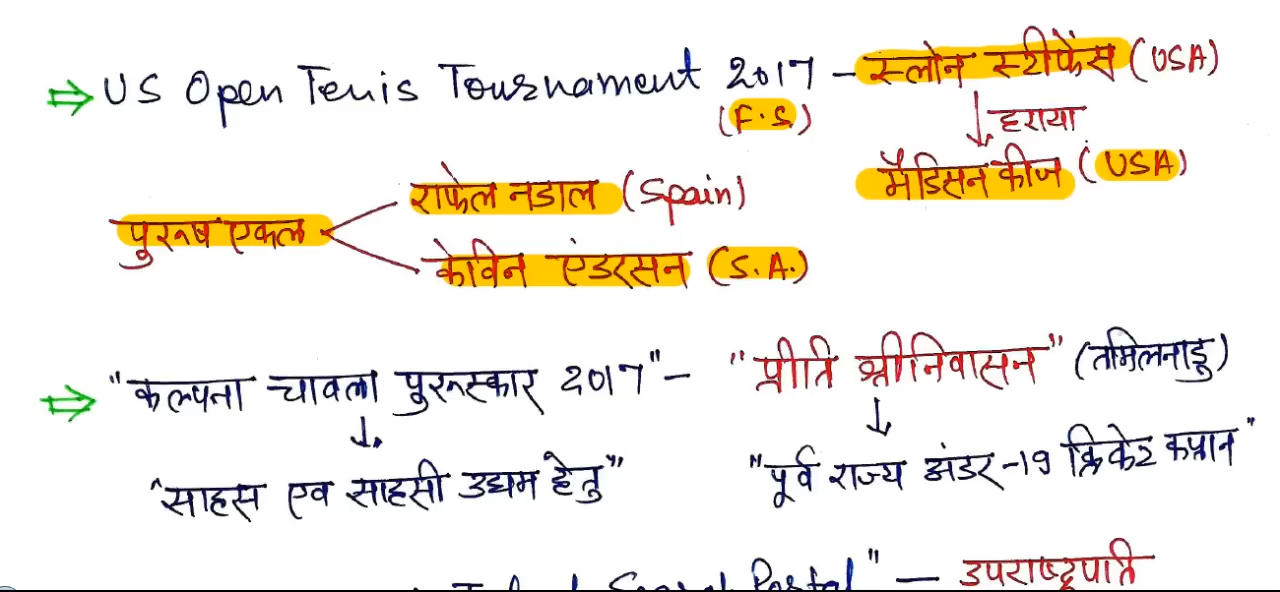 ⇒ US Open Tenis Tournament 2017 – स्लोन स्टीफेंस (USA)
(F.S.) ↓ हराया
मैडिसन कीज (USA)
पुरूष एकल
राफेल नडाल (Spain)
केविन एंडरसन (S.A.)
⇒ "कल्पना चावला पुरूस्कार 2017" – "प्रीति श्रीनिवासन" (तमिलनाडु)
↓ ↓
"साहस एव साहसी उद्यम हेतु" "पूर्व राज्य अंडर-19 क्रिकेट कप्तान"
Portal" – उपराष्ट्रपति